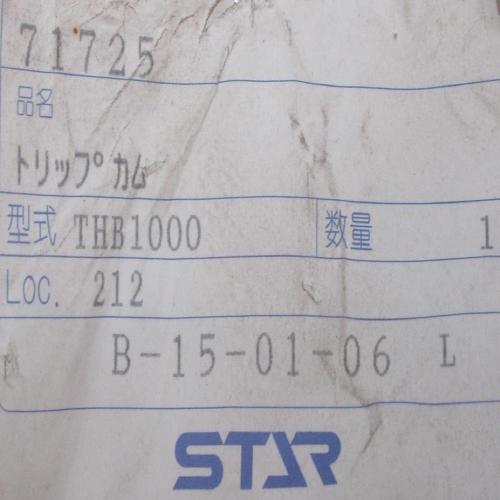 71725
品名
トリップカム
型式 THB1000 数量 1
LOC. 212
B-15-01-06 L
STAR